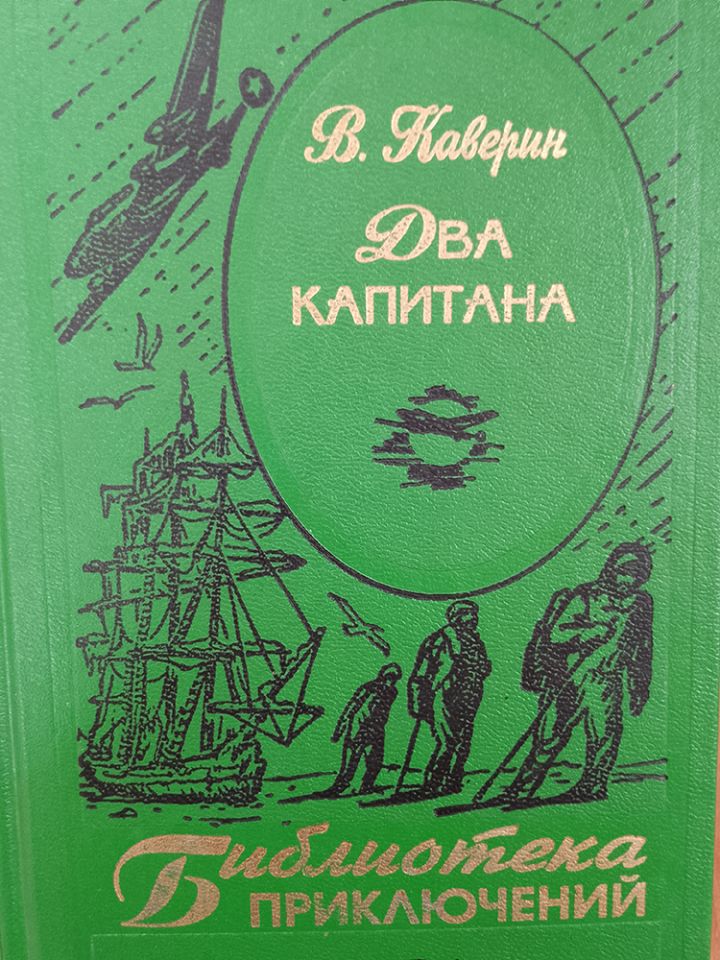 В. Каверин
Два
капитана
Библиотека
приключений